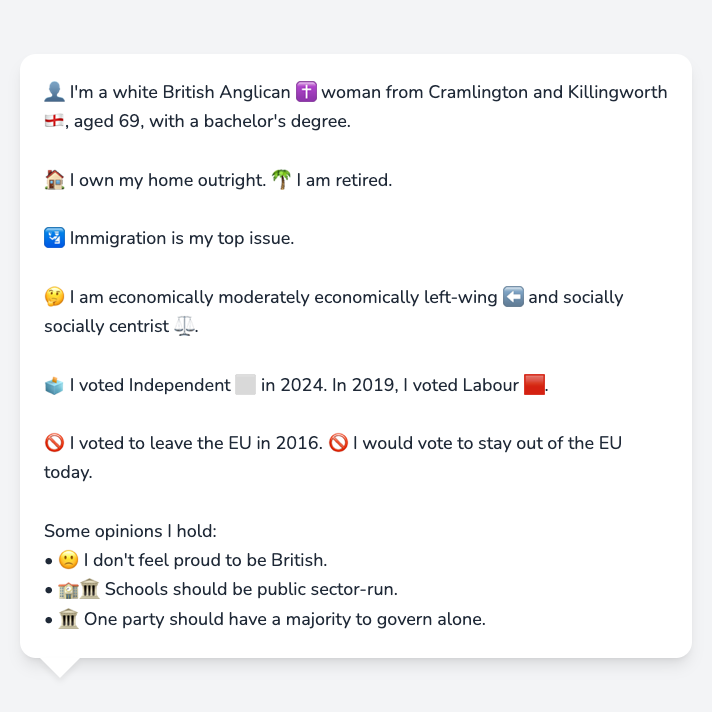 👤 I'm a white British Anglican ✝️ woman from Cramlington and Killingworth
🏴󠁧󠁢󠁥󠁮󠁧󠁿, aged 69, with a bachelor's degree.
🏠 I own my home outright. 🌴 I am retired.
🛂 Immigration is my top issue.
🤔 I am economically moderately economically left-wing ⬅️ and socially
socially centrist ⚖️.
🗳️ I voted Independent ⬜ in 2024. In 2019, I voted Labour 🟥.
🚫 I voted to leave the EU in 2016. 🚫 I would vote to stay out of the EU
today.
Some opinions I hold:
• 🙁 I don't feel proud to be British.
• 🏫🏛️ Schools should be public sector-run.
• 🏛️ One party should have a majority to govern alone.